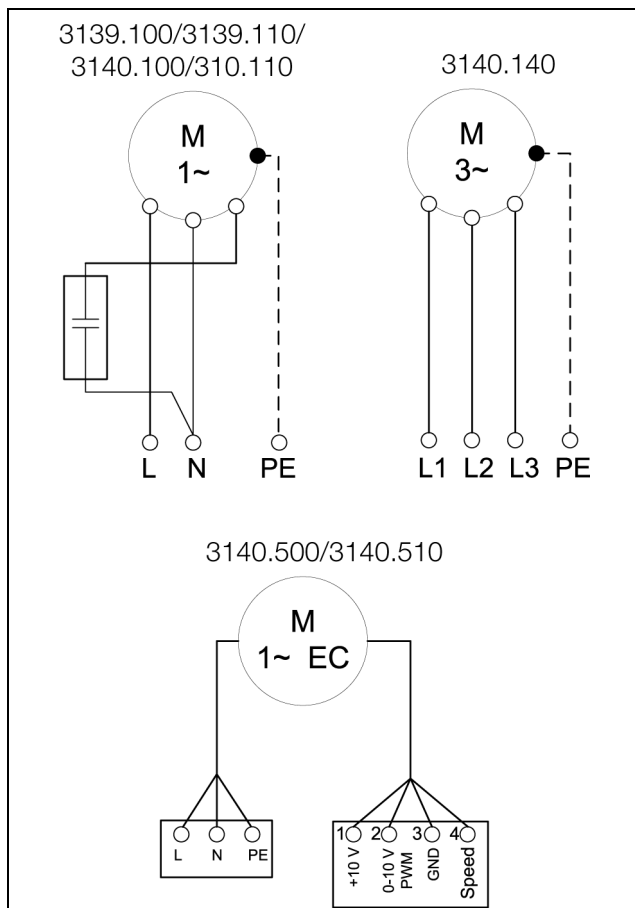 3139.100/3139.110/
3140.100/310.110
M
1~
L
N
PE
3140.140
M
3~
L1
L2
L3
PE
3140.500/3140.510
M
1~ EC
L
N
PE
1
2
3
4
+10 V
0-10 V
PWM
GND
Speed